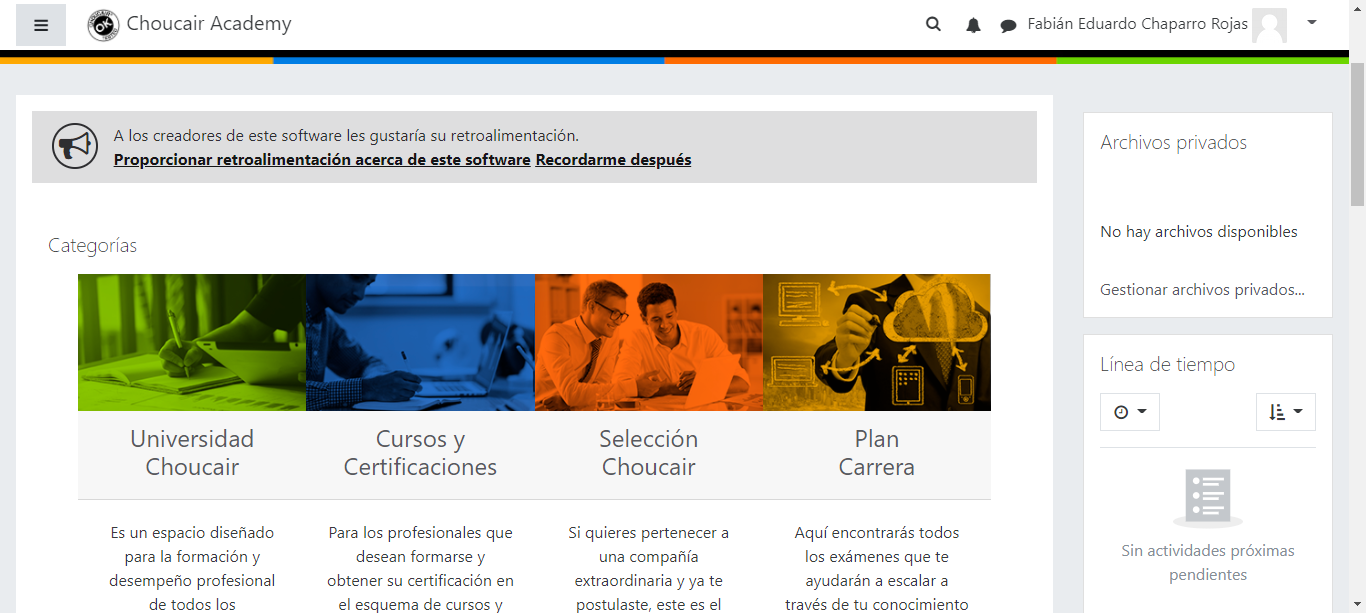 Choucair Academy
Fabián Eduardo Chaparro Rojas
A los creadores de este software les gustaría su retroalimentación.
Proporcionar retroalimentación acerca de este software Recordarme después
Categorías
Universidad
Choucair
Es un espacio diseñado
para la formación y
desempeño profesional
de todos los
Cursos y
Certificaciones
Para los profesionales que
desean formarse y
obtener su certificación en
el esquema de cursos y
Selección
Choucair
Si quieres pertenecer a
una compañía
extraordinaria y ya te
postulaste, este es el
Plan
Carrera
Aquí encontrarás todos
los exámenes que te
ayudarán a escalar a
través de tu conocimiento
Archivos privados
No hay archivos disponibles
Gestionar archivos privados...
Línea de tiempo
Sin actividades próximas
pendientes